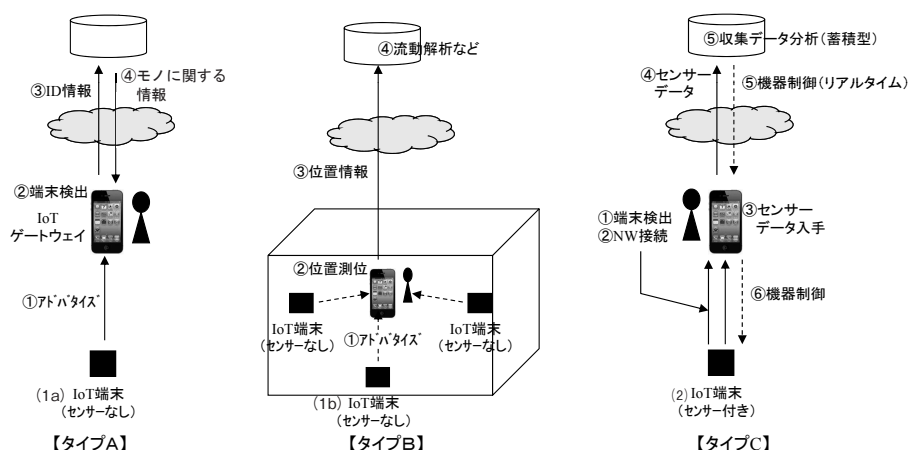 ③ID情報
④モノに関する
情報
②端末検出
IoT
ゲートウェイ
①アドバタイズ
(1a) IoT端末
(センサーなし)
【タイプA】
④流動解析など
③位置情報
②位置測位
IoT端末
(センサーなし)
①アドバタイズ
IoT端末
(センサーなし)
(1b) IoT端末
(センサーなし)
【タイプB】
⑤収集データ分析(蓄積型)
④センサー
データ
⑤機器制御(リアルタイム)
①端末検出
②NW接続
③センサー
データ入手
⑥機器制御
(2) IoT端末
(センサー付き)
【タイプC】